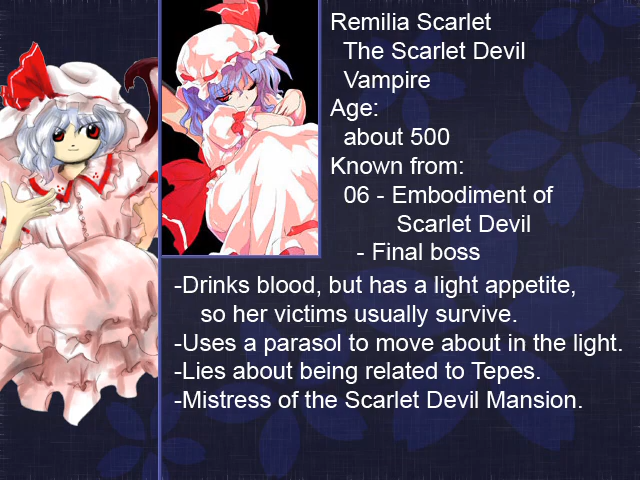 Remilia Scarlet
The Scarlet Devil
Vampire
Age:
about 500
Known from:
06 - Embodiment of
Scarlet Devil
- Final boss
-Drinks blood, but has a light appetite,
so her victims usually survive.
-Uses a parasol to move about in the light.
-Lies about being related to Tepes.
-Mistress of the Scarlet Devil Mansion.